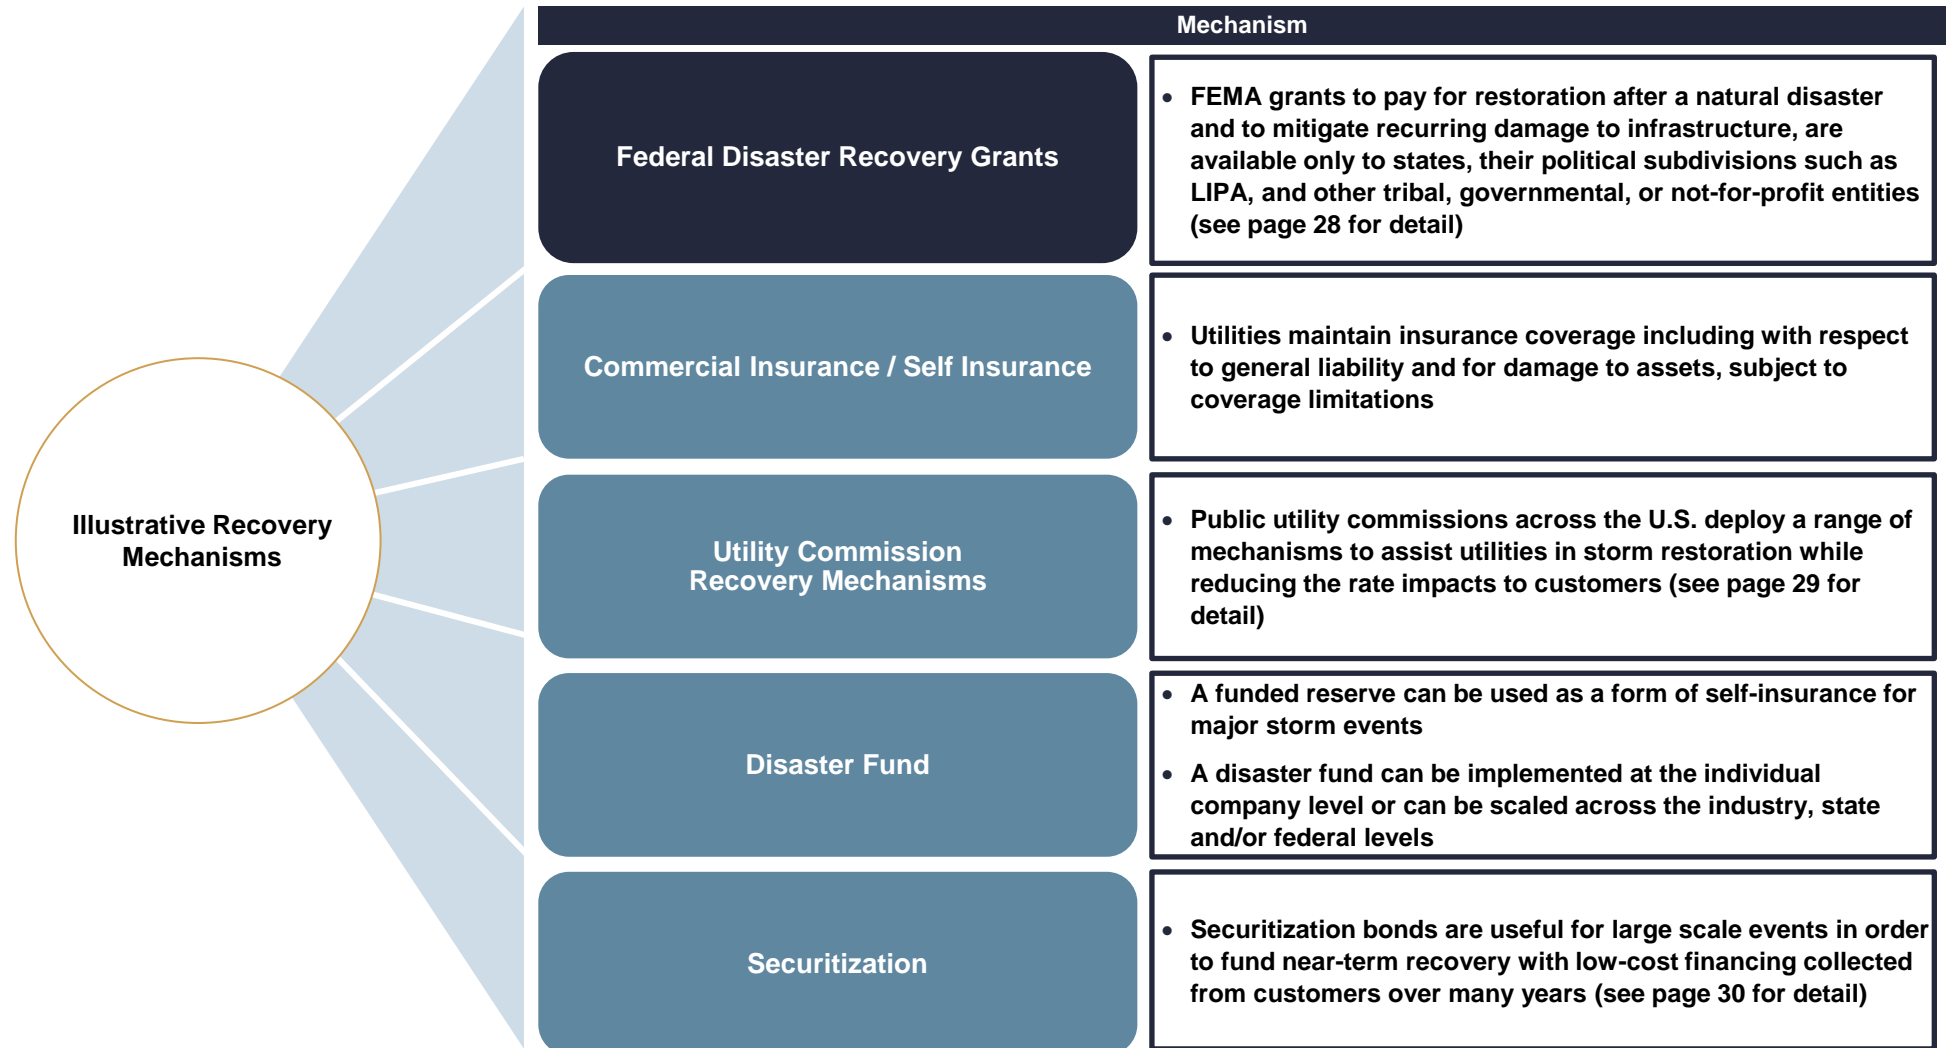 Mechanism
Illustrative Recovery
Mechanisms
Federal Disaster Recovery Grants
• FEMA grants to pay for restoration after a natural disaster
and to mitigate recurring damage to infrastructure, are
available only to states, their political subdivisions such as
LIPA, and other tribal, governmental, or not-for-profit entities
(see page 28 for detail)
Commercial Insurance / Self Insurance
• Utilities maintain insurance coverage including with respect
to general liability and for damage to assets, subject to
coverage limitations
Utility Commission
Recovery Mechanisms
• Public utility commissions across the U.S. deploy a range of
mechanisms to assist utilities in storm restoration while
reducing the rate impacts to customers (see page 29 for
detail)
Disaster Fund
• A funded reserve can be used as a form of self-insurance for
major storm events
• A disaster fund can be implemented at the individual
company level or can be scaled across the industry, state
and/or federal levels
Securitization
• Securitization bonds are useful for large scale events in order
to fund near-term recovery with low-cost financing collected
from customers over many years (see page 30 for detail)